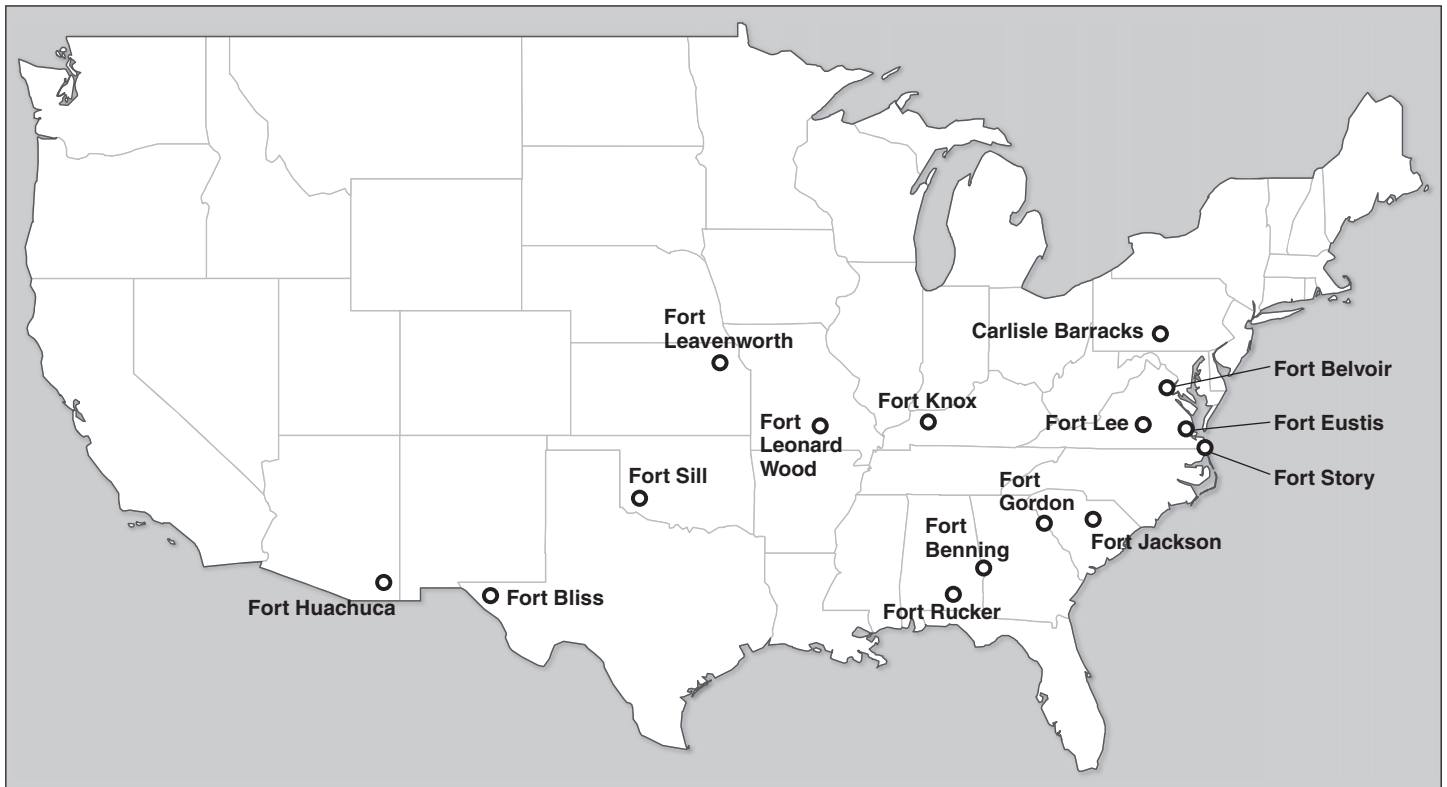 Fort
Leavenworth
Carlisle Barracks
Fort Belvoir
Fort Knox
Fort Lee
Fort Eustis
Fort
Leonard
Wood
Fort Sill
Fort Story
Fort
Gordon
Fort
Benning
Fort Jackson
Fort Huachuca
Fort Bliss
Fort Rucker